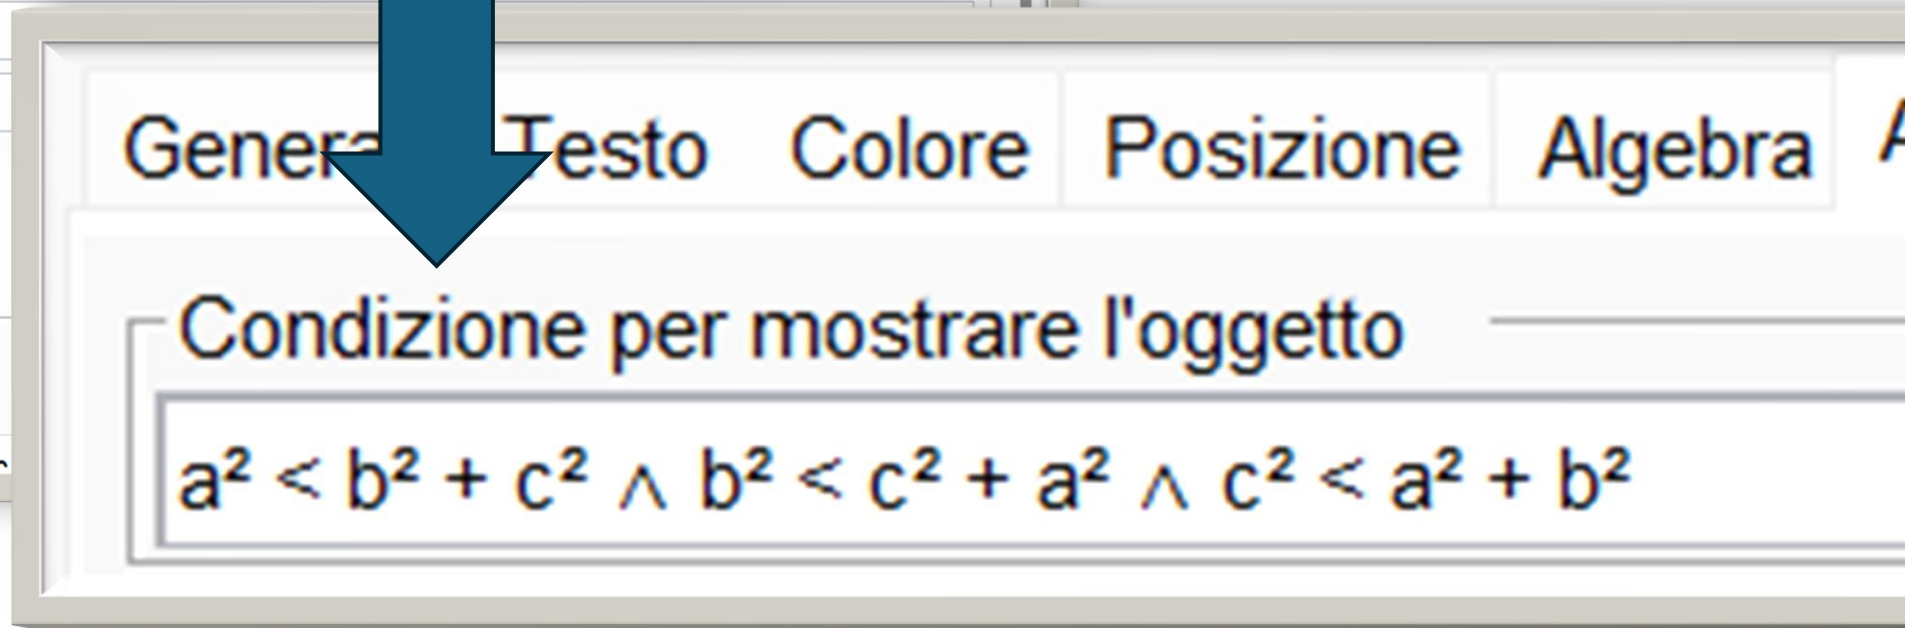 Testo Colore Posizione Algebra
Condizione per mostrare l'oggetto
a² < b² + c² ∧ b² < c² + a² ∧ c² < a² + b²